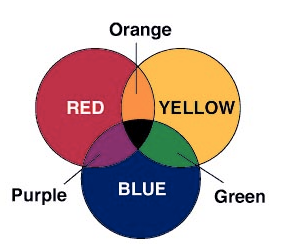 Orange
RED
YELLOW
Purple
BLUE
Green